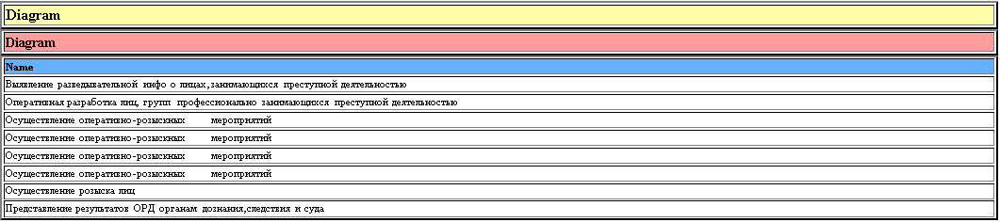 Diagram
Diagram
Name
Выявление разведывательной инфо о лицах,занимающихся преступной деятельностью
Оперативная разработка лиц, групп профессионально занимающихся преступной деятельностью
Осуществление оперативно-розыскных мероприятий
Осуществление оперативно-розыскных мероприятий
Осуществление оперативно-розыскных мероприятий
Осуществление оперативно-розыскных мероприятий
Осуществление розыска лиц
Представление результатов ОРД органам дознания,следствия и суда